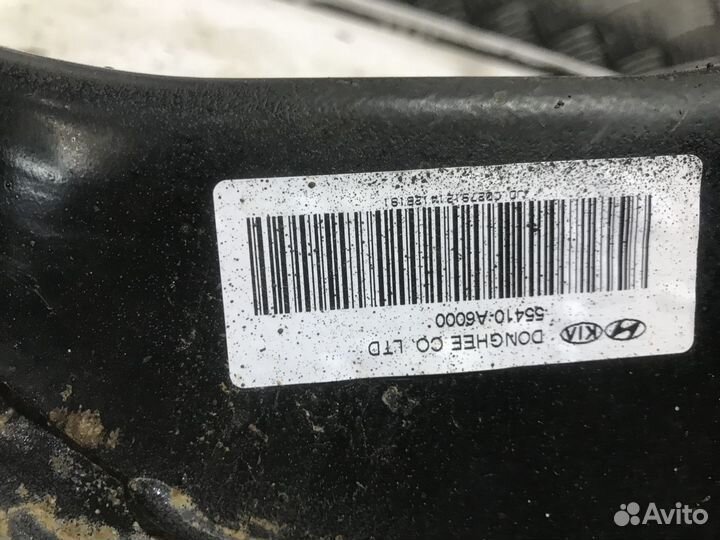 KIA DONGHEE CO. LTD
55410-A6000
Avito